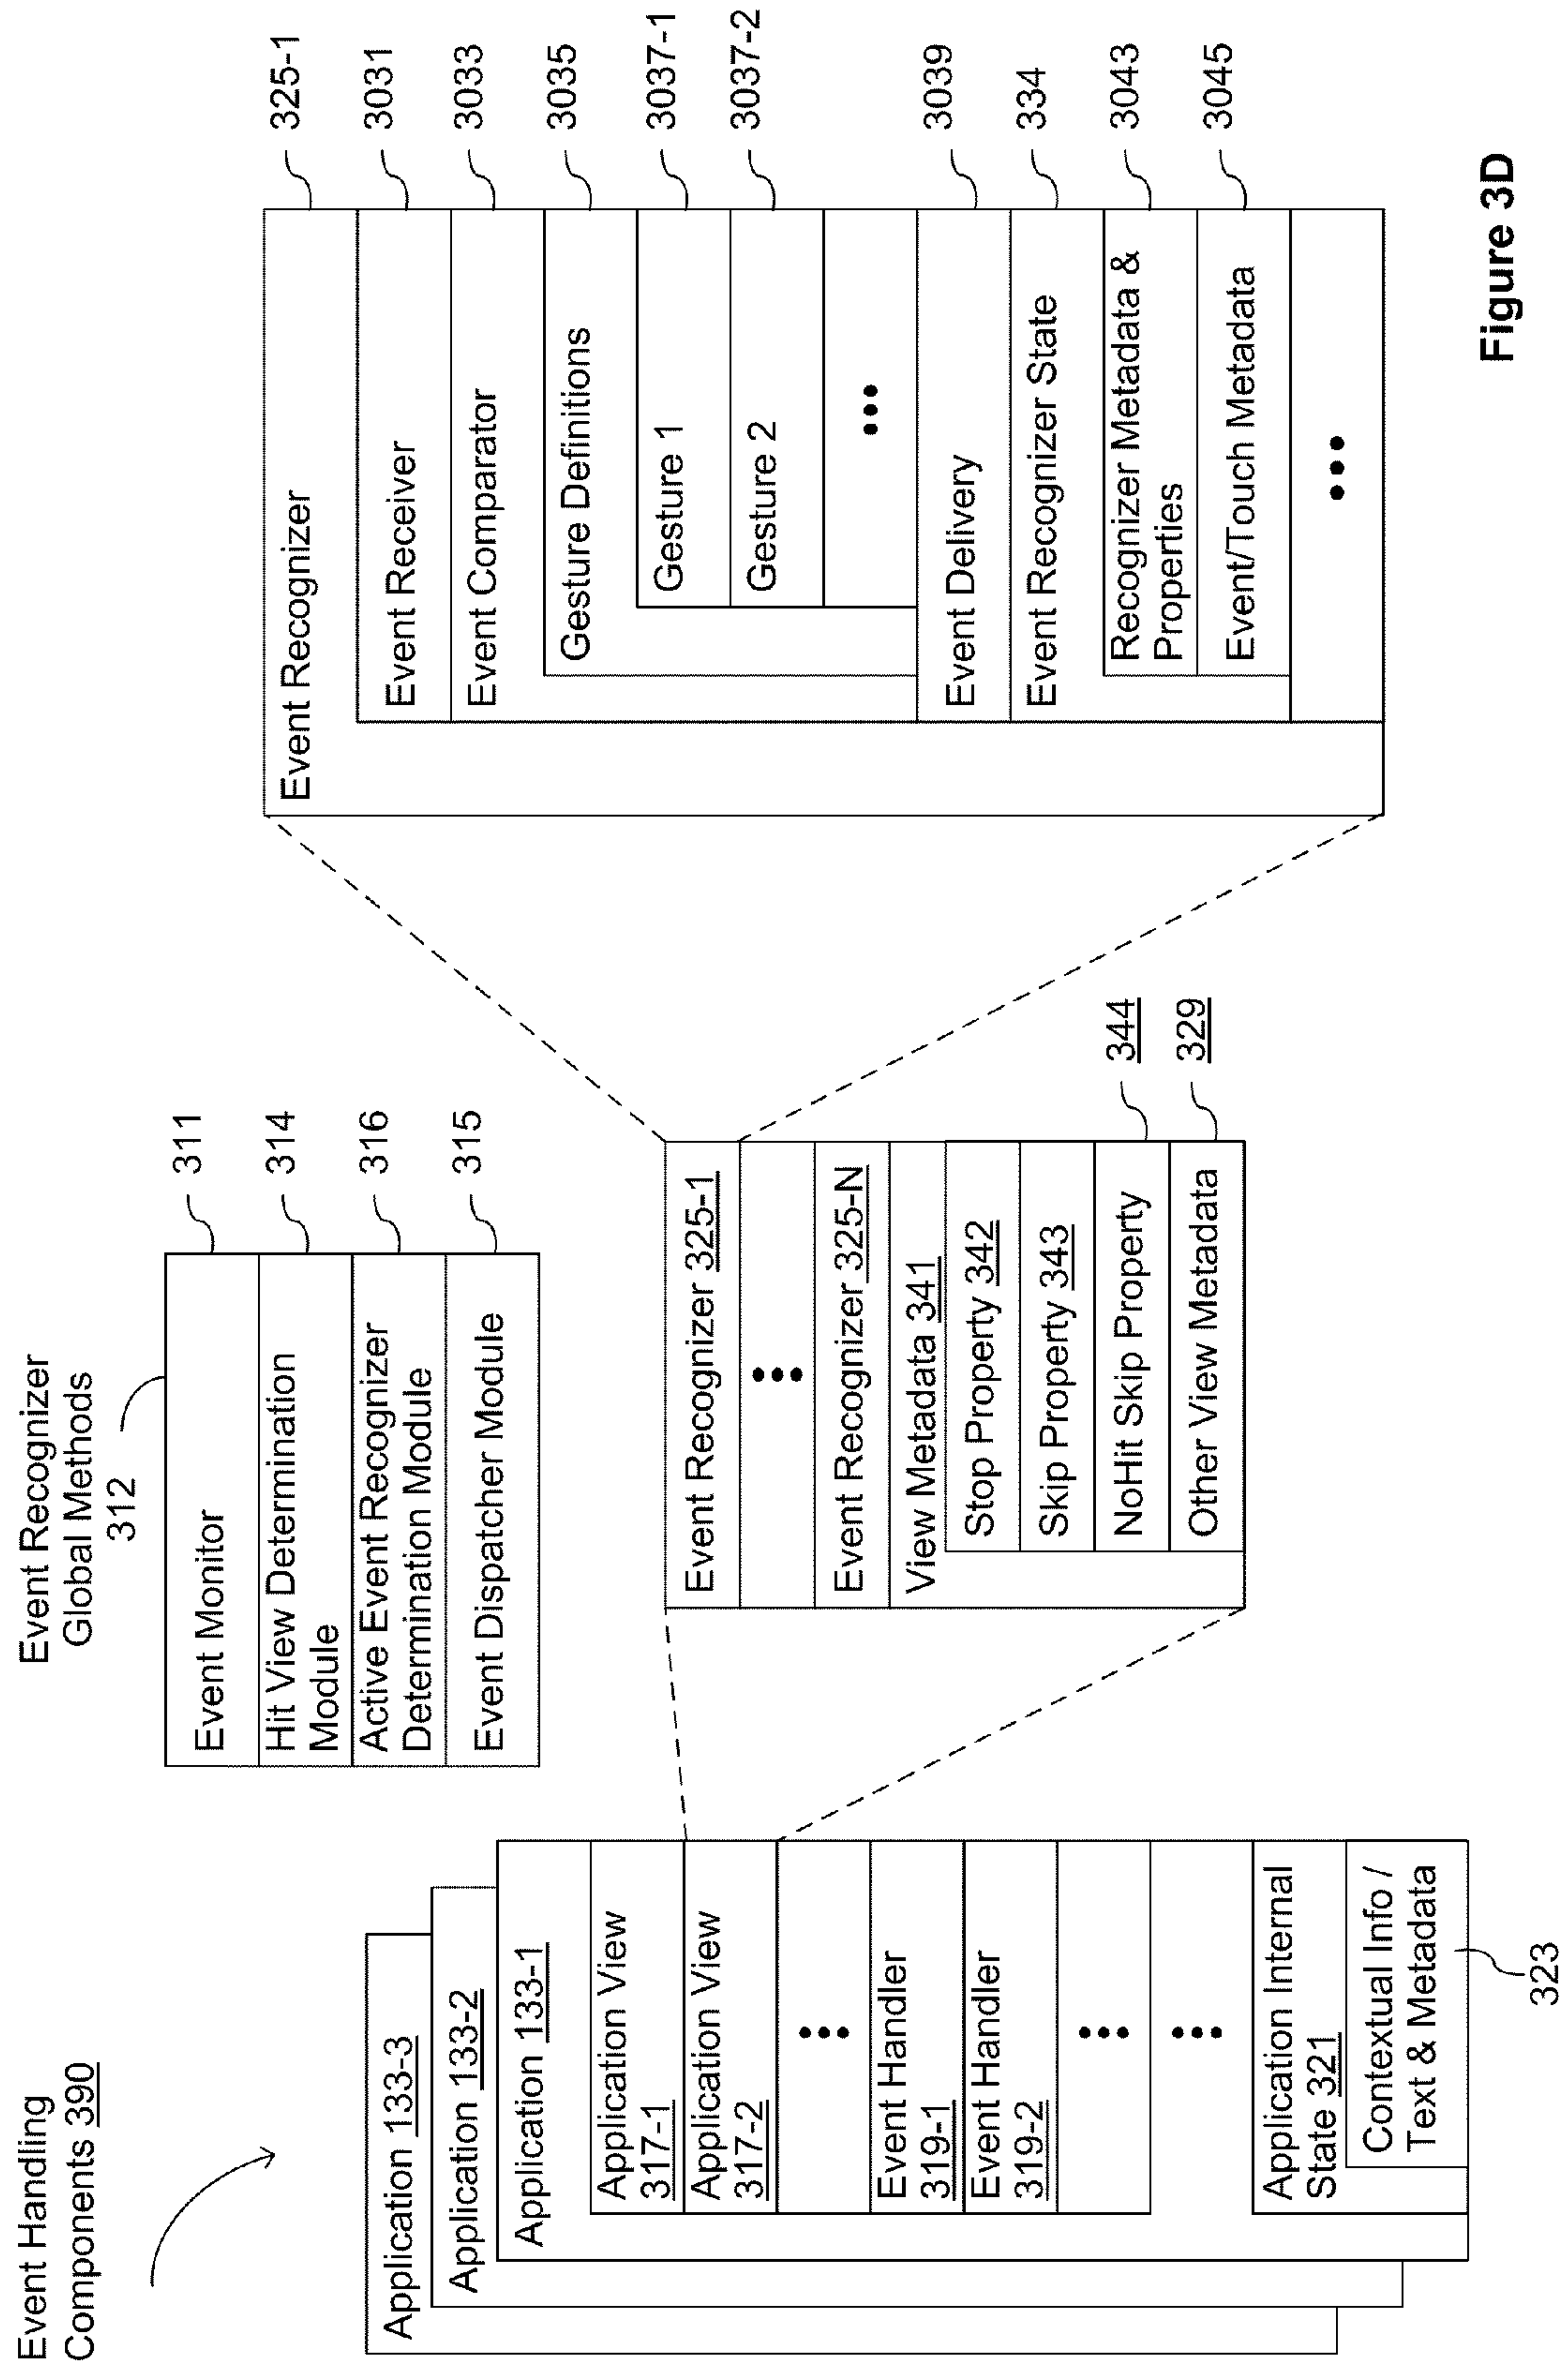 Event Handling
Components 390
Application 133-3
Application 133-2
Application 133-1
Application View
317-1
Application View
317-2
•••
Event Handler
319-1
Event Handler
319-2
•••
•••
Application Internal
State 321
Contextual Info /
Text & Metadata
323
Event Recognizer
Global Methods
312
Event Monitor
311
Hit View Determination
Module
314
Active Event Recognizer
Determination Module
316
Event Dispatcher Module
315
Event Recognizer 325-1
•••
Event Recognizer 325-N
View Metadata 341
Stop Property 342
Skip Property 343
NoHit Skip Property
344
Other View Metadata
329
Event Recognizer
325-1
Event Receiver
3031
Event Comparator
3033
Gesture Definitions
3035
Gesture 1
3037-1
Gesture 2
3037-2
•••
Event Delivery
3039
Event Recognizer State
334
Recognizer Metadata &
Properties
3043
Event/Touch Metadata
3045
•••
Figure 3D